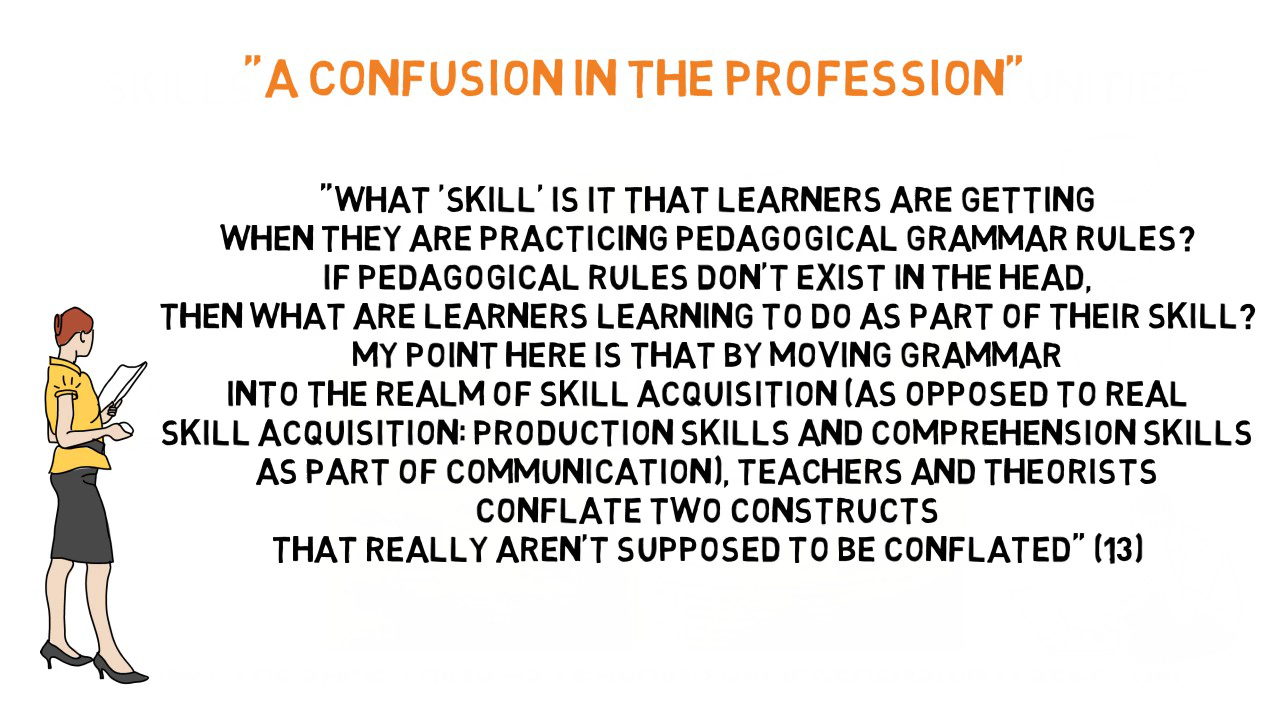 "A CONFUSION IN THE PROFESSION"
"WHAT 'SKILL' IS IT THAT LEARNERS ARE GETTING
WHEN THEY ARE PRACTICING PEDAGOGICAL GRAMMAR RULES?
IF PEDAGOGICAL RULES DON'T EXIST IN THE HEAD,
THEN WHAT ARE LEARNERS LEARNING TO DO AS PART OF THEIR SKILL?
MY POINT HERE IS THAT BY MOVING GRAMMAR
INTO THE REALM OF SKILL ACQUISITION (AS OPPOSED TO REAL
SKILL ACQUISITION: PRODUCTION SKILLS AND COMPREHENSION SKILLS
AS PART OF COMMUNICATION), TEACHERS AND THEORISTS
CONFLATE TWO CONSTRUCTS
THAT REALLY AREN'T SUPPOSED TO BE CONFLATED" (13)